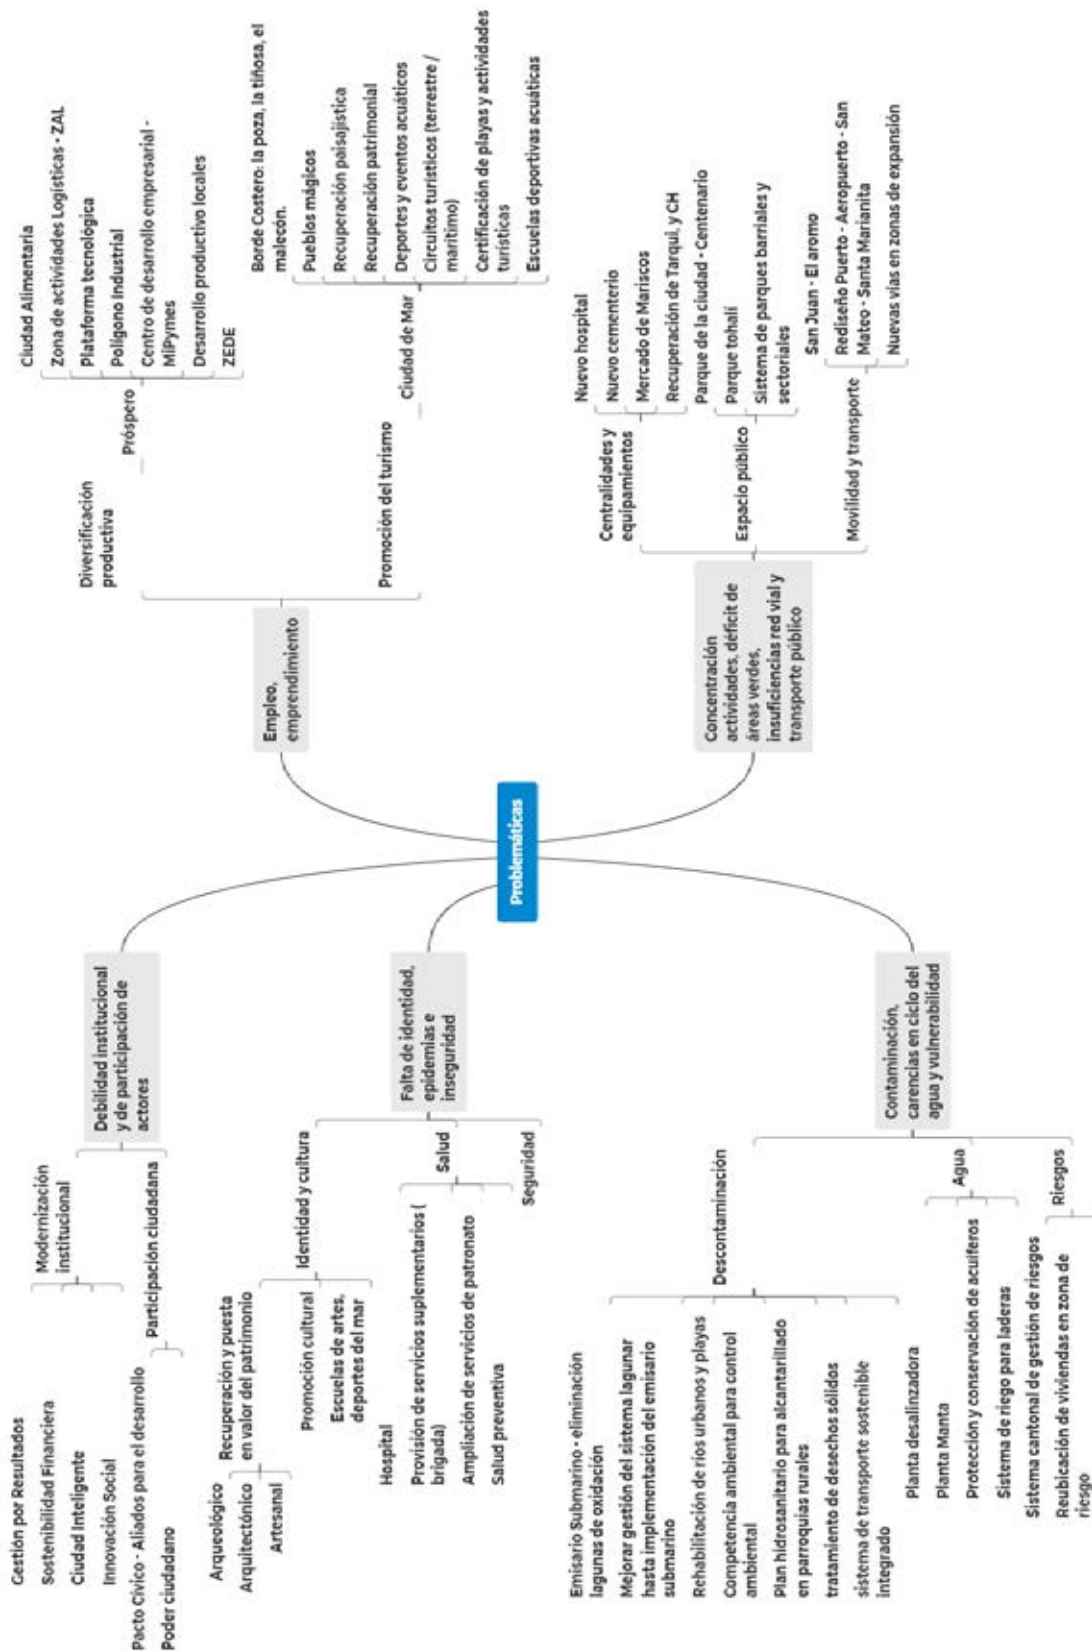 Problemáticas
Debilidad institucional
y de participación de
actores
Modernización
institucional
Gestión por Resultados
Sostenibilidad Financiera
Ciudad Inteligente
Innovación Social
Participación ciudadana
Pacto Cívico - Aliados para el desarrollo
Poder ciudadano
Falta de identidad,
epidemias e
inseguridad
Identidad y cultura
Recuperación y puesta
en valor del patrimonio
Arqueológico
Arquitectónico
Artesanal
Promoción cultural
Escuelas de artes,
deportes del mar
Salud
Hospital
Provisión de servicios suplementarios (
brigada)
Ampliación de servicios de patronato
Salud preventiva
Seguridad
Contaminación,
carencias en ciclo del
agua y vulnerabilidad
Descontaminación
Emisario Submarino - eliminación
lagunas de oxidación
Mejorar gestión del sistema lagunar
hasta implementación del emisario
submarino
Rehabilitación de ríos urbanos y playas
Competencia ambiental para control
ambiental
Plan hidrosanitario para alcantarillado
en parroquias rurales
tratamiento de desechos sólidos
sistema de transporte sostenible
integrado
Agua
Planta desalinizadora
Planta Manta
Protección y conservación de acuíferos
Sistema de riego para laderas
Riesgos
Sistema cantonal de gestión de riesgos
Reubicación de viviendas en zona de
riesgo
Empleo,
emprendimiento
Diversificación
productiva
Próspero
Ciudad Alimentaria
Zona de actividades Logísticas - ZAL
Plataforma tecnológica
Polígono Industrial
Centro de desarrollo empresarial -
MiPymes
Desarrollo productivo locales
ZEDE
Promoción del turismo
Ciudad de Mar
Borde Costero: la poza, la tiñosa, el
malecón.
Pueblos mágicos
Recuperación paisajística
Recuperación patrimonial
Deportes y eventos acuáticos
Circuitos turísticos (terrestre /
marítimo)
Certificación de playas y actividades
turísticas
Escuelas deportivas acuáticas
Concentración
actividades, déficit de
áreas verdes,
insuficiencias red vial y
transporte público
Centralidades y
equipamientos
Nuevo hospital
Nuevo cementerio
Mercado de Mariscos
Recuperación de Tarqui, y CH
Espacio público
Parque de la ciudad - Centenario
Parque tohalí
Sistema de parques barriales y
sectoriales
Movilidad y transporte
San Juan - El aromo
Rediseño Puerto - Aeropuerto - San
Mateo - Santa Marianita
Nuevas vías en zonas de expansión